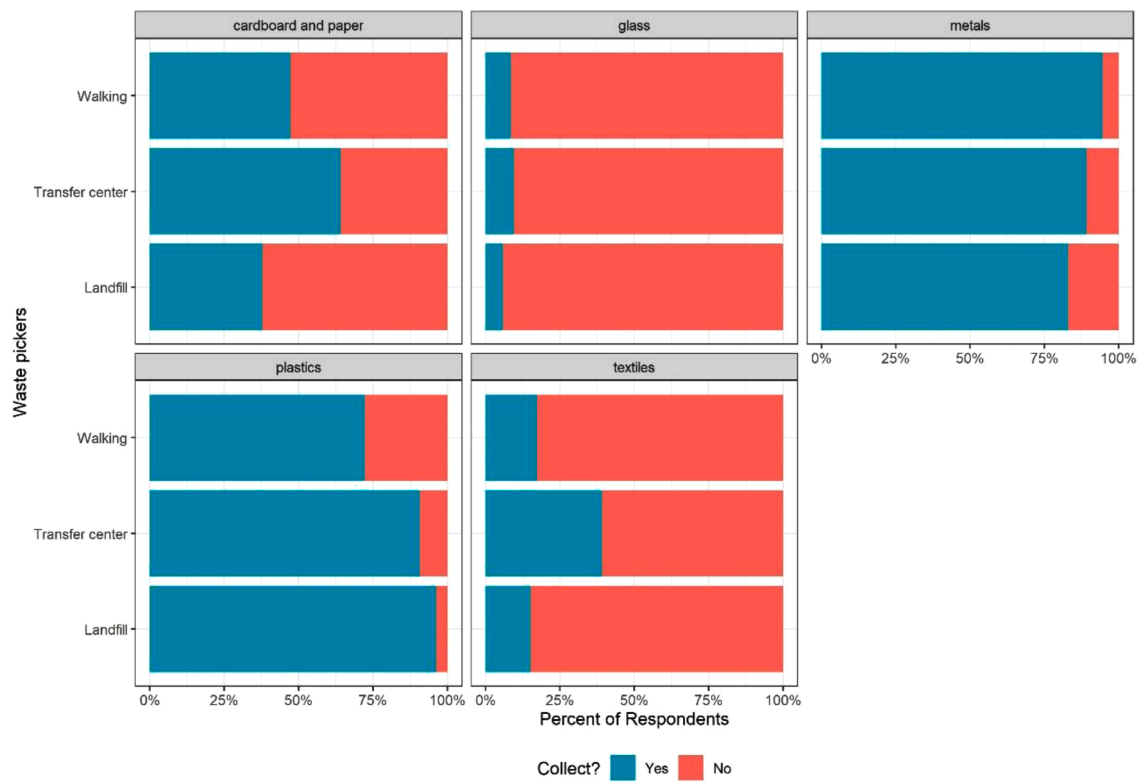 cardboard and paper glass metals
Walking
Transfer center
Landfill
Waste pickers
0% 25% 50% 75% 100%
plastics textiles
Walking
Transfer center
Landfill
0% 25% 50% 75% 100% 0% 25% 50% 75% 100%
Percent of Respondents
Collect? Yes No